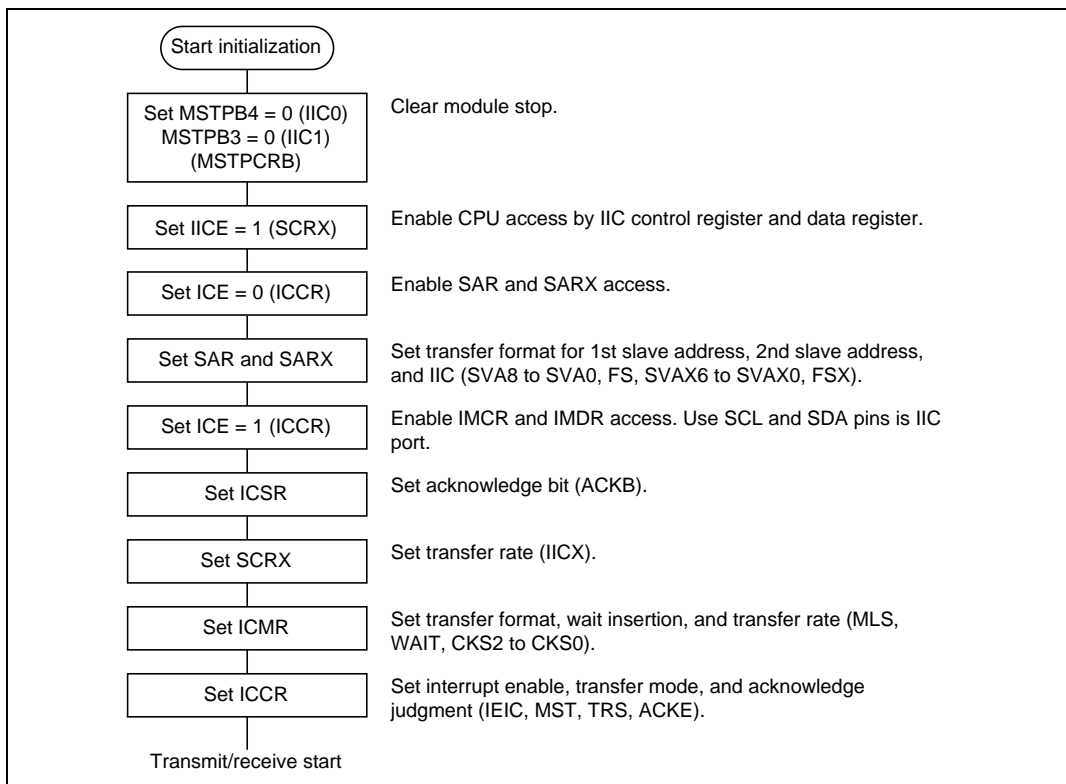 Start initialization
Set MSTPB4 = 0 (IIC0)
MSTPB3 = 0 (IIC1)
(MSTPCRB)
Clear module stop.
Set IICE = 1 (SCRX)
Enable CPU access by IIC control register and data register.
Set ICE = 0 (ICCR)
Enable SAR and SARX access.
Set SAR and SARX
Set transfer format for 1st slave address, 2nd slave address,
and IIC (SVA8 to SVA0, FS, SVAX6 to SVAX0, FSX).
Set ICE = 1 (ICCR)
Enable IMCR and IMDR access. Use SCL and SDA pins is IIC
port.
Set ICSR
Set acknowledge bit (ACKB).
Set SCRX
Set transfer rate (IICX).
Set ICMR
Set transfer format, wait insertion, and transfer rate (MLS,
WAIT, CKS2 to CKS0).
Set ICCR
Set interrupt enable, transfer mode, and acknowledge
judgment (IEIC, MST, TRS, ACKE).
Transmit/receive start